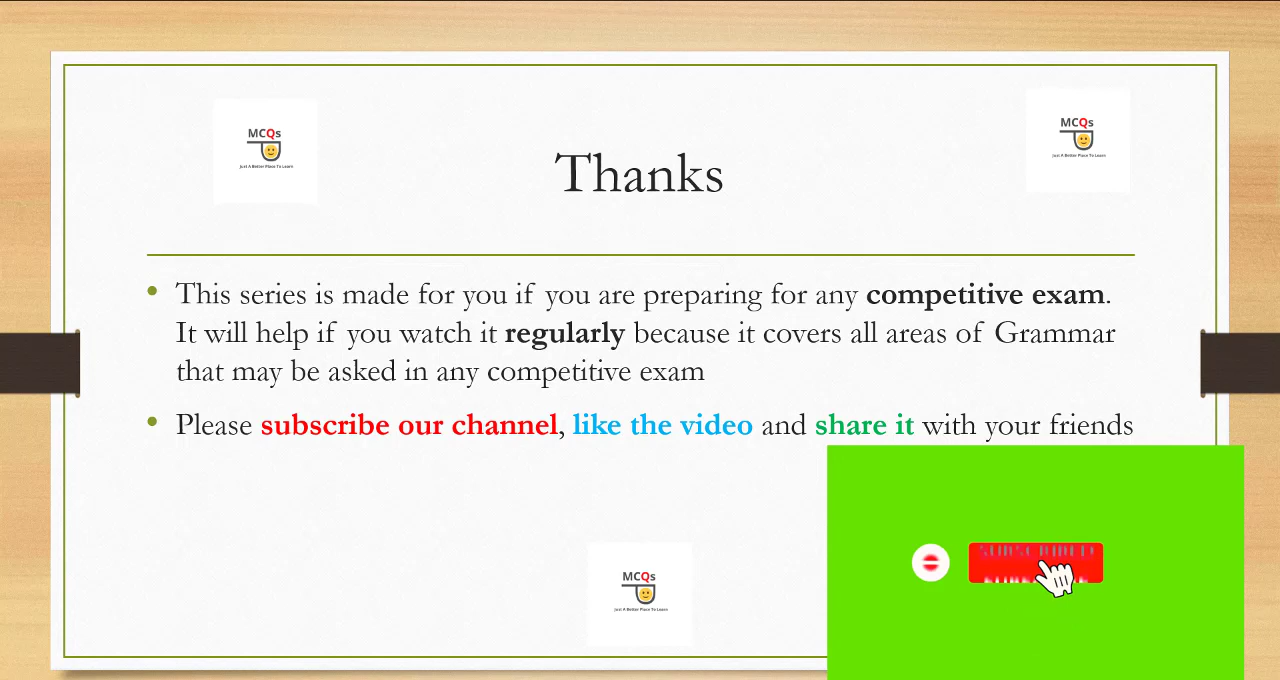 MCQs
Just A Better Place To Learn
MCQs
Just A Better Place To Learn
Thanks
• This series is made for you if you are preparing for any competitive exam.
It will help if you watch it regularly because it covers all areas of Grammar
that may be asked in any competitive exam
• Please subscribe our channel, like the video and share it with your friends
MCQs
Just A Better Place To Learn